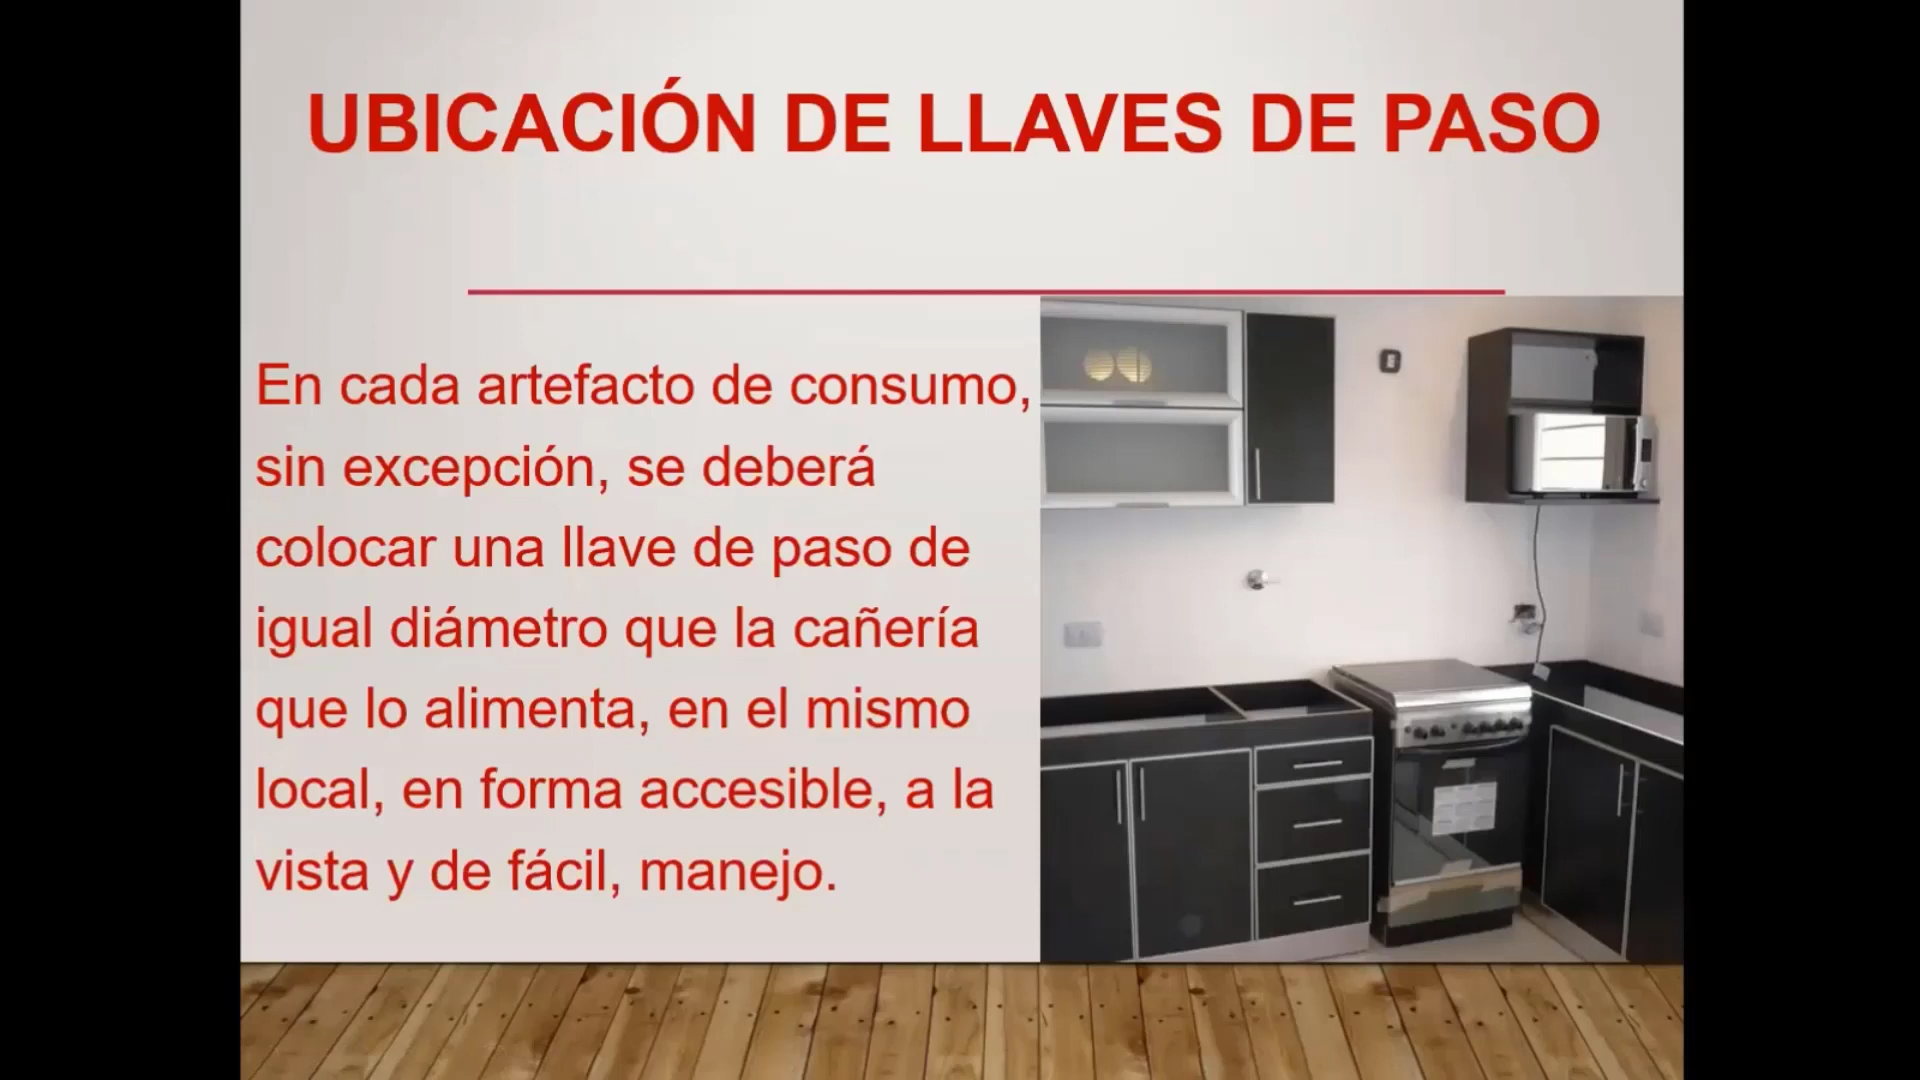 UBICACIÓN DE LLAVES DE PASO
En cada artefacto de consumo,
sin excepción, se deberá
colocar una llave de paso de
igual diámetro que la cañería
que lo alimenta, en el mismo
local, en forma accesible, a la
vista y de fácil, manejo.